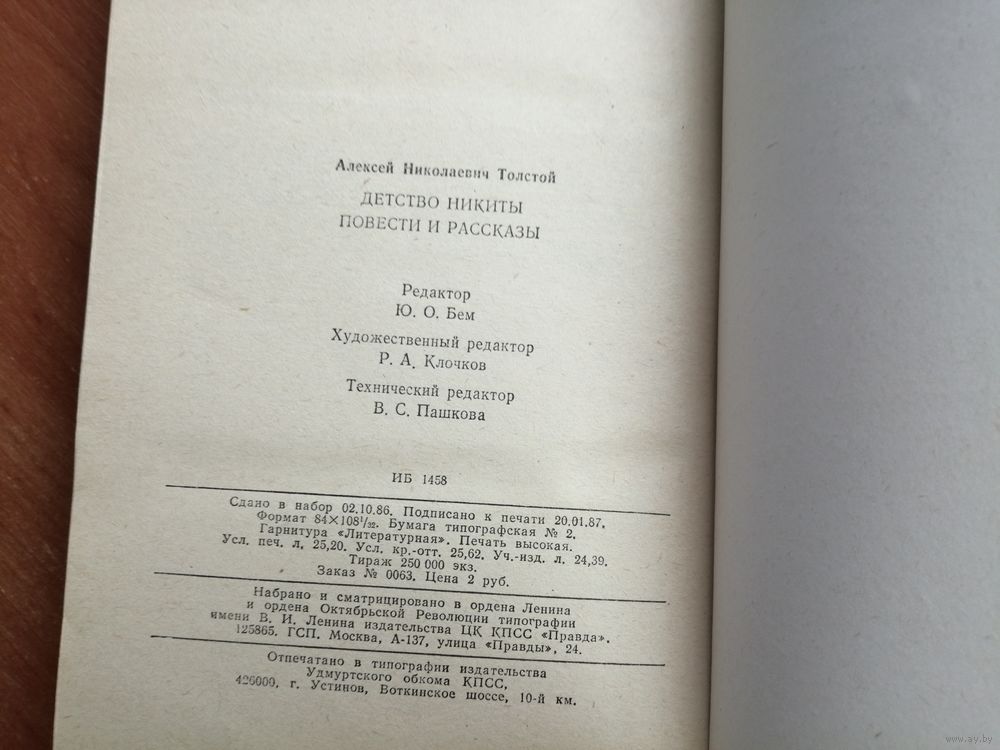 Алексей Николаевич Толстой
ДЕТСТВО НИКИТЫ
ПОВЕСТИ И РАССКАЗЫ
Редактор
Ю. О. Бем
Художественный редактор
Р. А. Клочков
Технический редактор
В. С. Пашкова
ИБ 1458
Сдано в набор 02.10.86. Подписано к печати 20.01.87.
Формат 84×108¹/₃₂. Бумага типографская № 2.
Гарнитура «Литературная». Печать высокая.
Усл. печ. л. 25,20. Усл. кр.-отт. 25,62. Уч.-изд. л. 24,39.
Тираж 250 000 экз.
Заказ № 0063. Цена 2 руб.
Набрано и сматрицировано в ордена Ленина
и ордена Октябрьской Революции типографии
имени В. И. Ленина издательства ЦК КПСС «Правда».
125865. ГСП. Москва, А-137, улица «Правды», 24.
Отпечатано в типографии издательства
Удмуртского обкома КПСС,
426000, г. Устинов, Воткинское шоссе, 10-й км.
www.ay.by